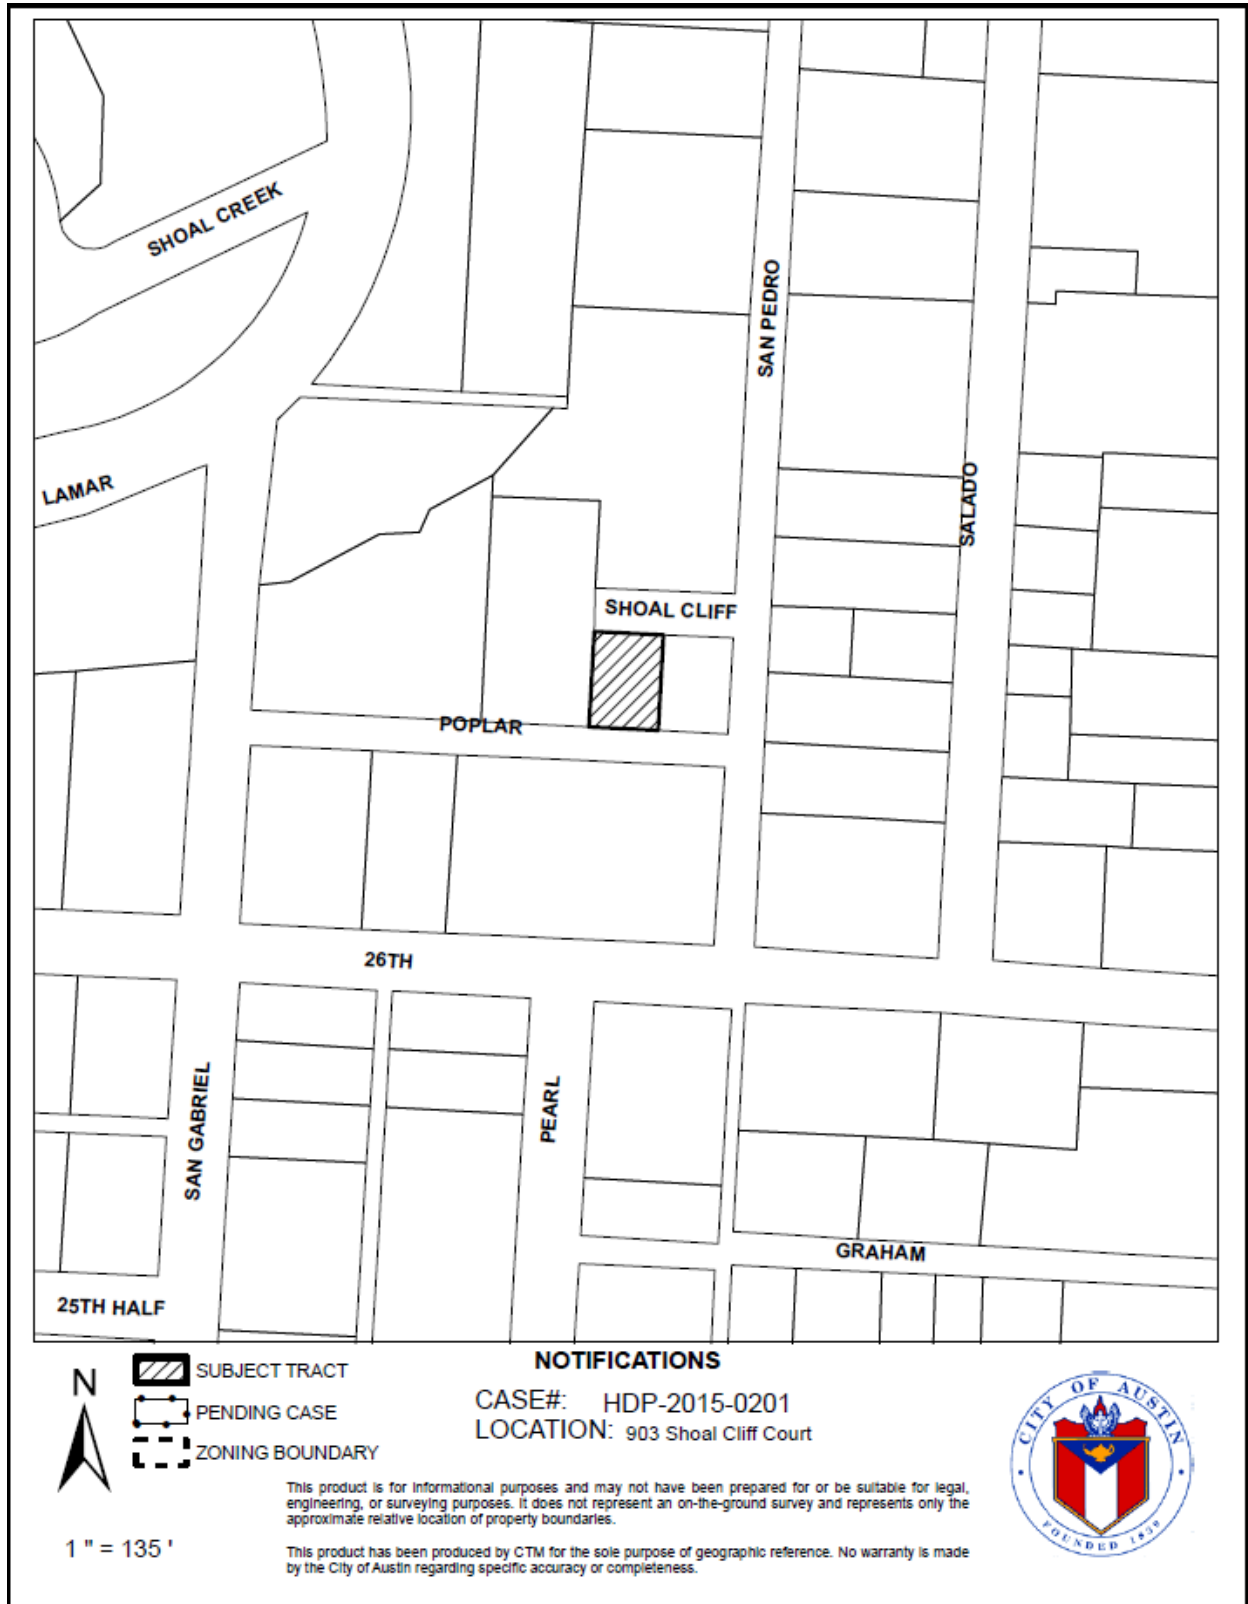 SHOAL CREEK
SAN PEDRO
LAMAR
SALADO
SHOAL CLIFF
POPLAR
26TH
SAN GABRIEL
PEARL
GRAHAM
25TH HALF
N
1 " = 135 '
SUBJECT TRACT
PENDING CASE
ZONING BOUNDARY
NOTIFICATIONS
CASE#: HDP-2015-0201
LOCATION: 903 Shoal Cliff Court
This product is for informational purposes and may not have been prepared for or be suitable for legal,
engineering, or surveying purposes. It does not represent an on-the-ground survey and represents only the
approximate relative location of property boundaries.
This product has been produced by CTM for the sole purpose of geographic reference. No warranty is made
by the City of Austin regarding specific accuracy or completeness.
CITY OF AUSTIN
FOUNDED 1839